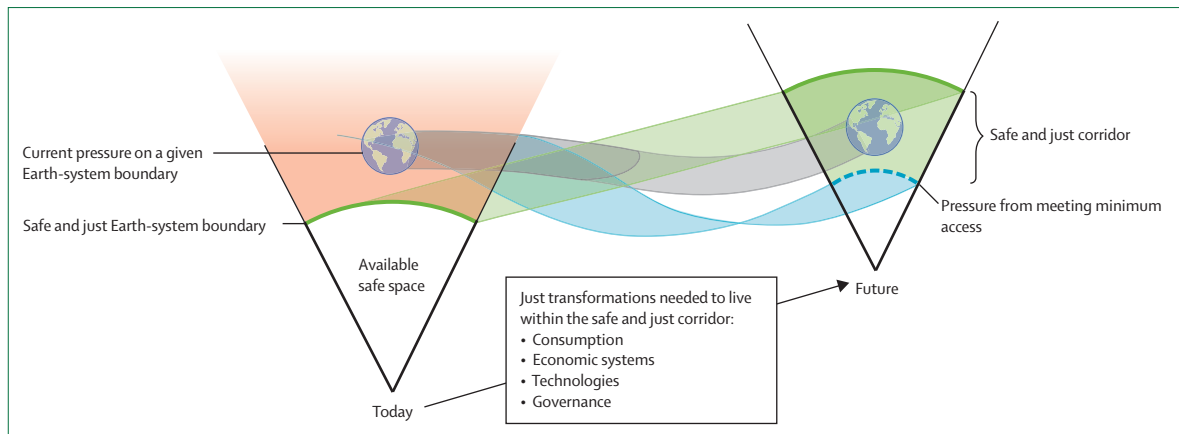 Current pressure on a given
Earth-system boundary
Safe and just Earth-system boundary
Available
safe space
Today
Just transformations needed to live
within the safe and just corridor:
• Consumption
• Economic systems
• Technologies
• Governance
Safe and just corridor
Pressure from meeting minimum
access
Future